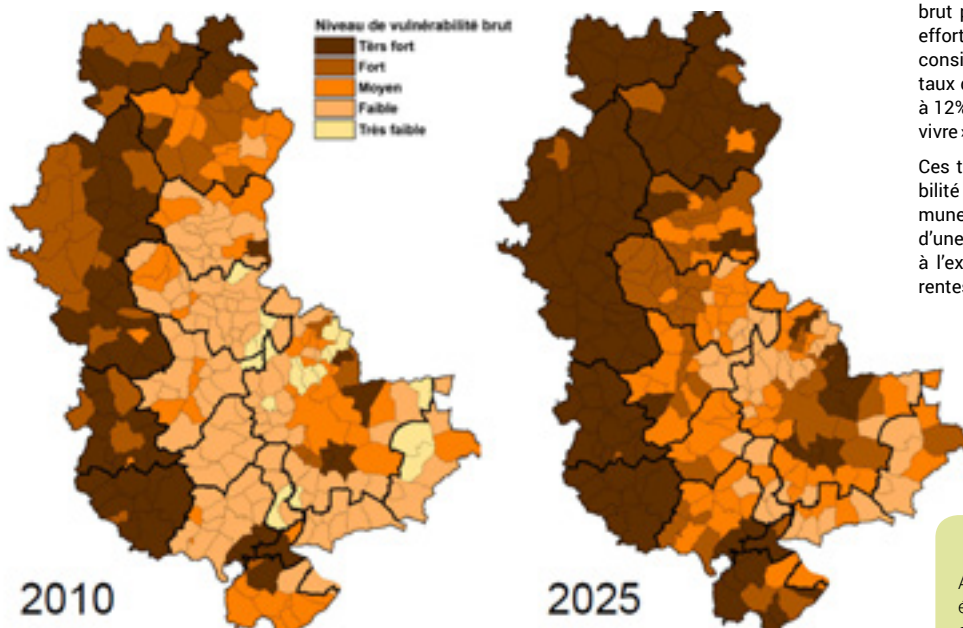 Niveau de vulnérabilité brut
Tèrs fort
Fort
Moyen
Faible
Très faible
2010
2025
brut p
effort
consi
taux d
à 12%
vivre »
Ces t
bilité
mune
d'une
à l'ex
rentes
A
é